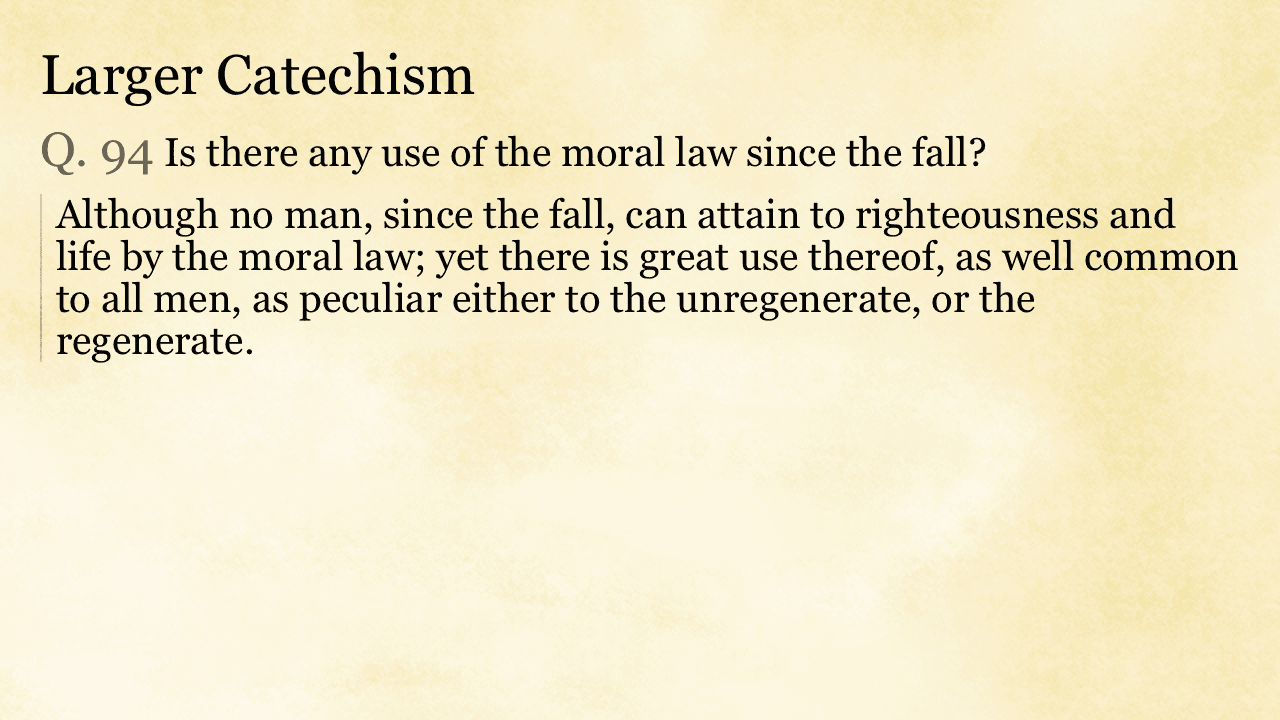 Larger Catechism
Q. 94 Is there any use of the moral law since the fall?
Although no man, since the fall, can attain to righteousness and
life by the moral law; yet there is great use thereof, as well common
to all men, as peculiar either to the unregenerate, or the
regenerate.